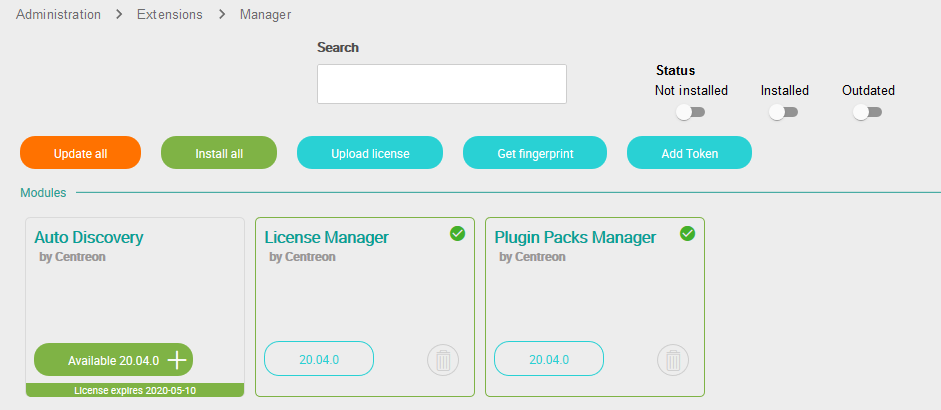 Administration > Extensions > Manager
Search
Status
Not installed Installed Outdated
Update all Install all Upload license Get fingerprint Add Token
Modules
Auto Discovery License Manager Plugin Packs Manager
by Centreon by Centreon by Centreon
Available 20.04.0 20.04.0 20.04.0
License expires 2020-05-10